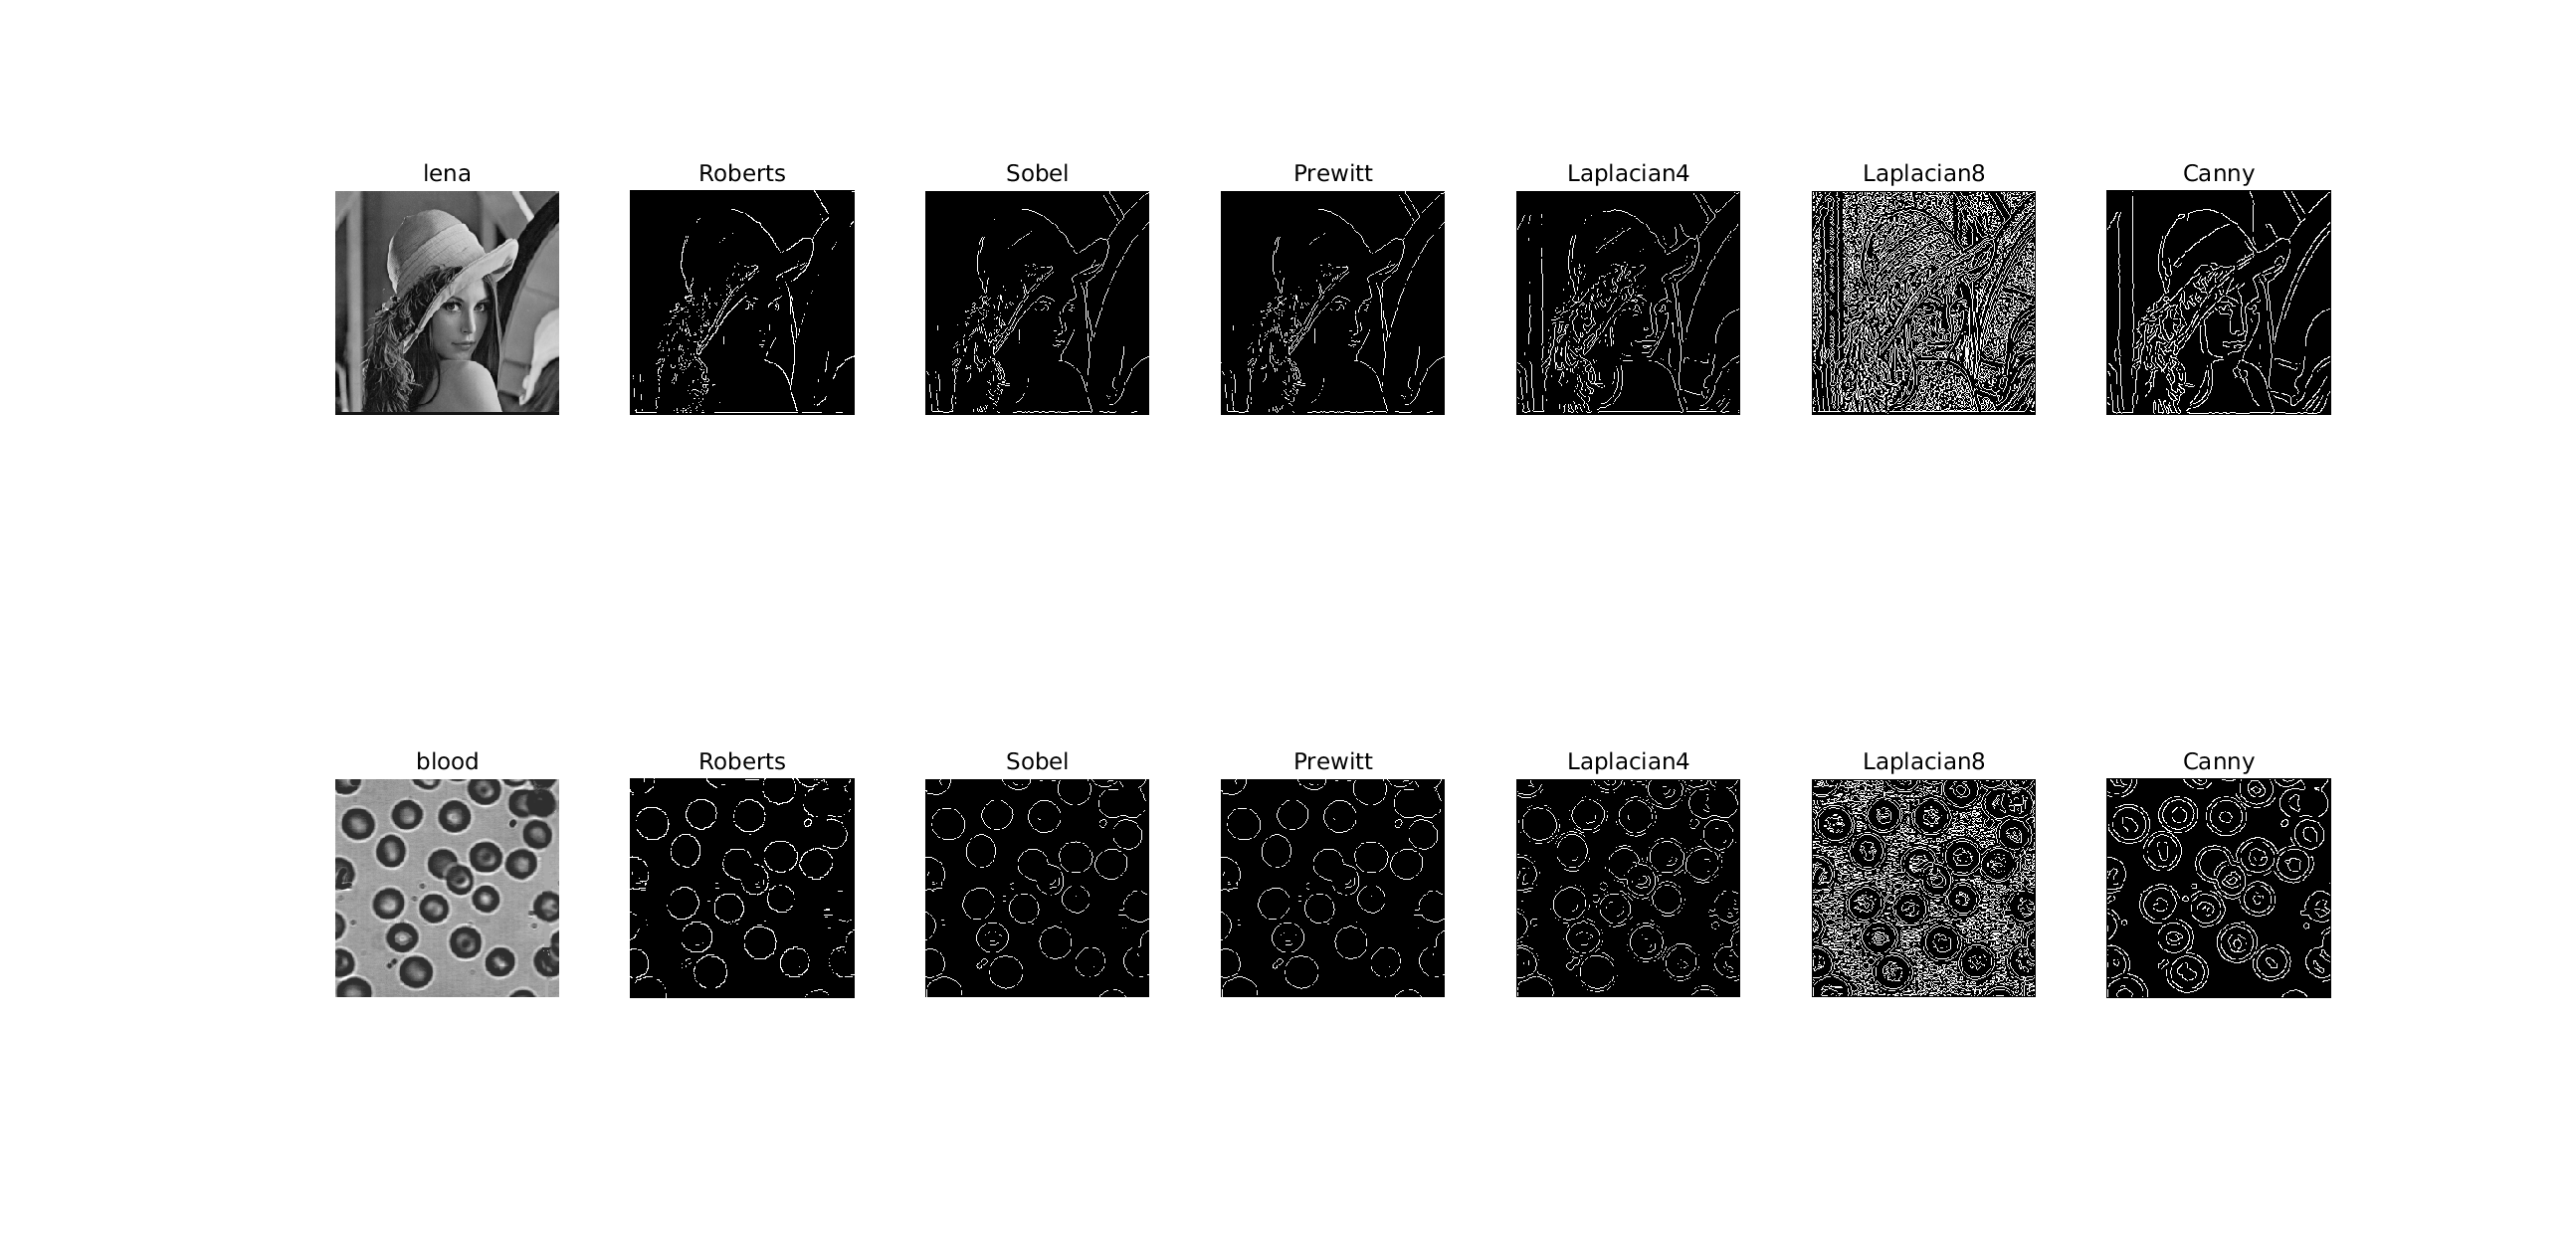 lena
Roberts
Sobel
Prewitt
Laplacian4
Laplacian8
Canny
blood
Roberts
Sobel
Prewitt
Laplacian4
Laplacian8
Canny